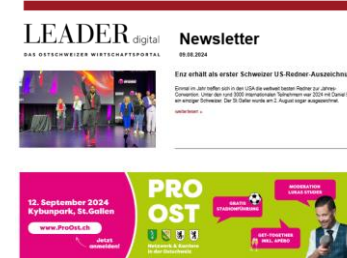 LEADER digital
DAS OSTSCHWEIZER WIRTSCHAFTSPORTAL
Newsletter
09.08.2024
Enz erhält als erster Schweizer US-Redner-Auszeichnu
Einmal im Jahr treffen sich in den USA die weltweit besten Redner zur Jahres-
Convention. Unter den rund 3000 internationalen Teilnehmern war 2024 mit Daniel
ein einziger Schweizer. Der St.Galler wurde am 2. August sogar ausgezeichnet.
weiterlesen »
12. September 2024
Kybunpark, St.Gallen
www.ProOst.ch
Jetzt
anmelden!
PRO
OST
Netzwerk & Karriere
in der Ostschweiz
GRATIS
STADIONFÜHRUNG
MODERATION
LUKAS STUDER
GET-TOGETHER
INKL. APÉRO